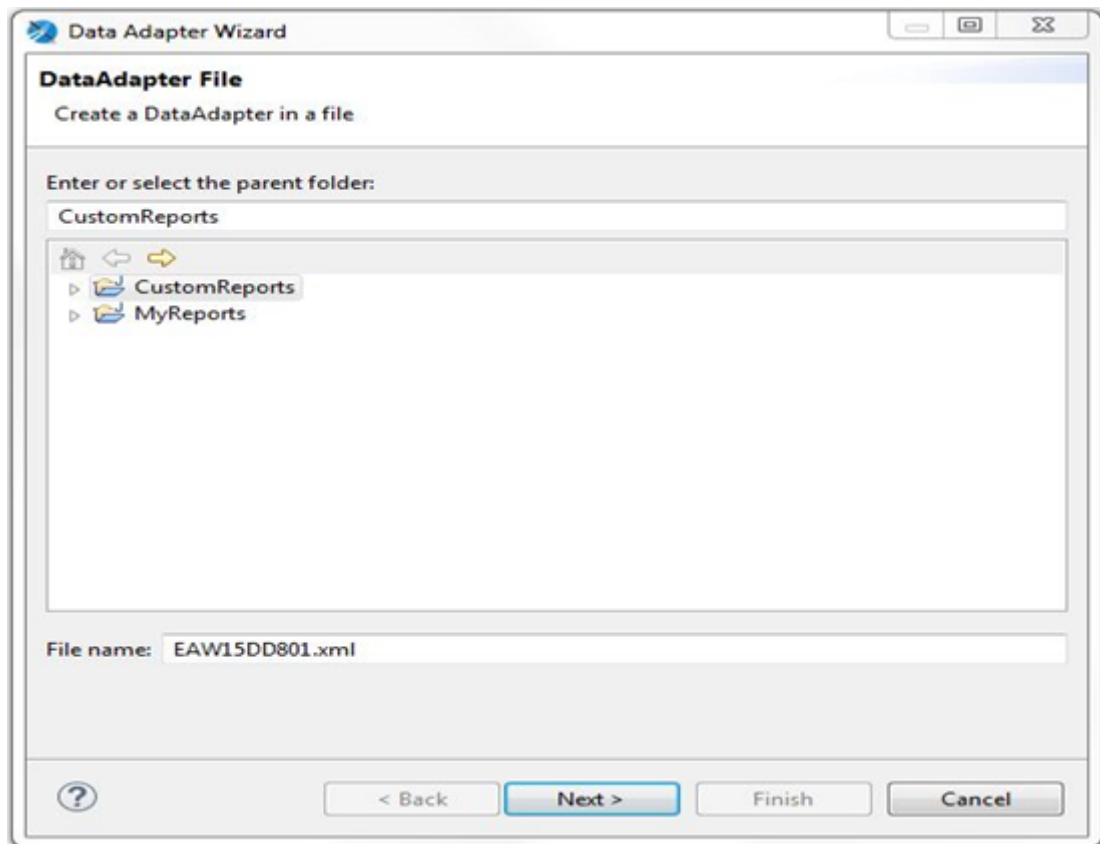 Data Adapter Wizard
DataAdapter File
Create a DataAdapter in a file
Enter or select the parent folder:
CustomReports
CustomReports
MyReports
File name: EAW15DD801.xml
? < Back Next > Finish Cancel